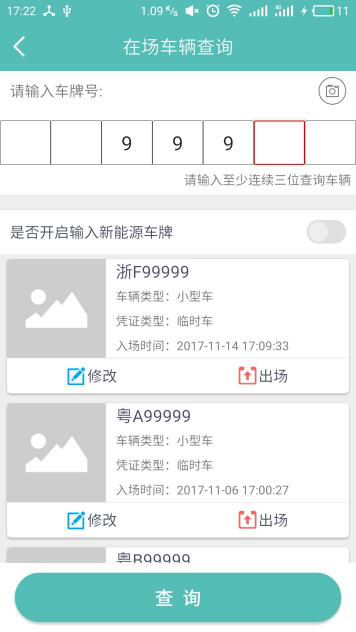 17:22 1.09 K/s 4G 11
在场车辆查询
请输入车牌号:
9 9 9
请输入至少连续三位查询车辆
是否开启输入新能源车牌
浙F99999
车辆类型：小型车
凭证类型：临时车
入场时间：2017-11-14 17:09:33
修改 出场
粤A99999
车辆类型：小型车
凭证类型：临时车
入场时间：2017-11-06 17:00:27
修改 出场
粤B99999
查 询